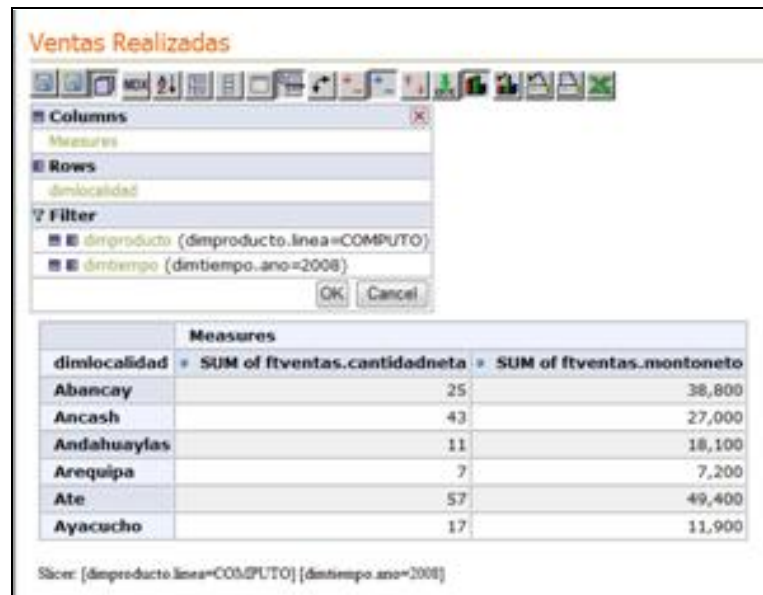 Ventas Realizadas
MDX
Columns
Measures
Rows
dimlocalidad
Filter
dimproducto (dimproducto.linea=COMPUTO)
dimtiempo (dimtiempo.ano=2008)
OK Cancel
Measures
dimlocalidad SUM of ftventas.cantidadneta SUM of ftventas.montoneto
Abancay 25 38,800
Ancash 43 27,000
Andahuaylas 11 18,100
Arequipa 7 7,200
Ate 57 49,400
Ayacucho 17 11,900
Slicer: [dimproducto.linea=COMPUTO] [dimtiempo.ano=2008]